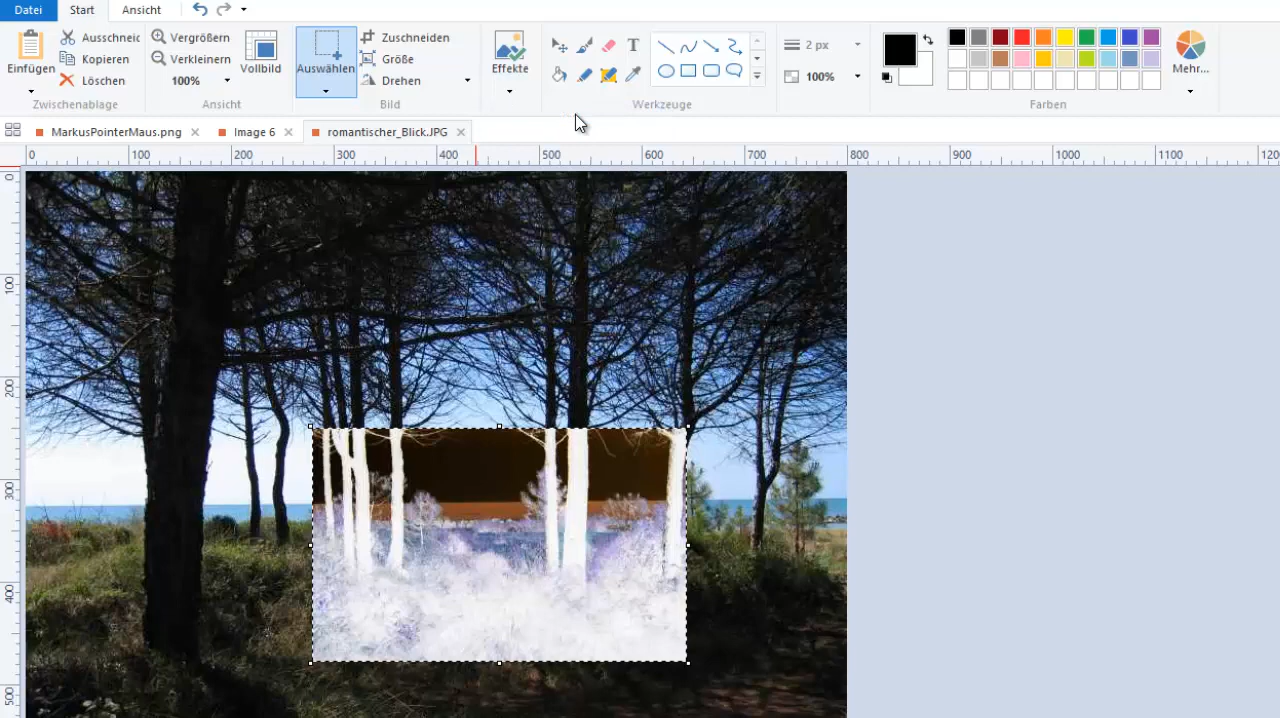 Datei Start Ansicht
Einfügen
Ausschneid
Kopieren
Löschen
Zwischenablage
Vergrößern
Verkleinern
100%
Vollbild
Ansicht
Auswählen
Zuschneiden
Größe
Drehen
Bild
Effekte
T
Werkzeuge
2 px
100%
Mehr...
Farben
MarkusPointerMaus.png Image 6 romantischer_Blick.JPG
0 100 200 300 400 500 600 700 800 900 1000 1100 120
0
100
200
300
400
500